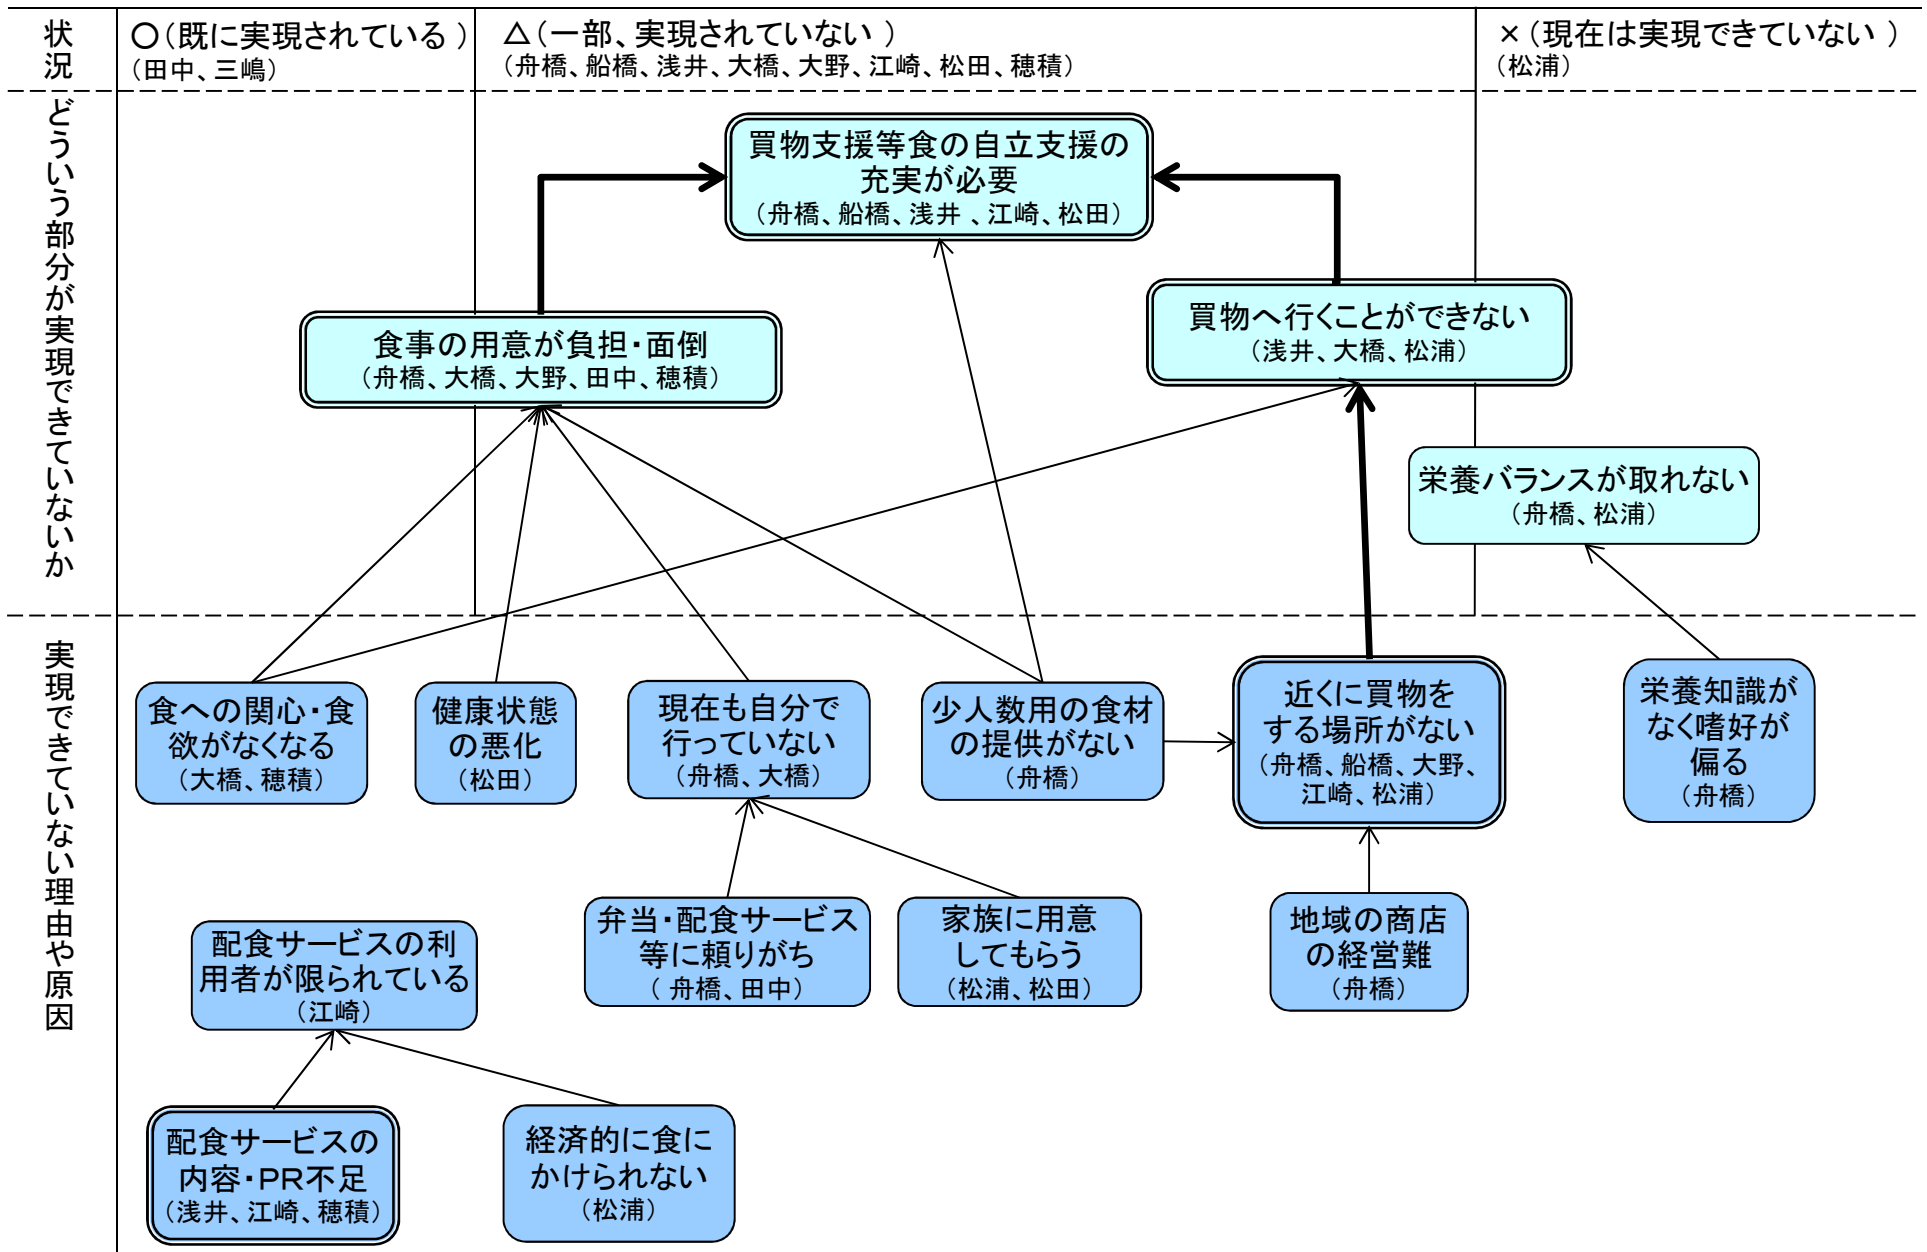 状況
○(既に実現されている )
(田中、三嶋)
△(一部、実現されていない )
(舟橋、船橋、浅井、大橋、大野、江崎、松田、穂積)
×(現在は実現できていない )
(松浦)
どういう部分が実現できていないか
買物支援等食の自立支援の
充実が必要
(舟橋、船橋、浅井 、江崎、松田)
食事の用意が負担・面倒
(舟橋、大橋、大野、田中、穂積)
買物へ行くことができない
(浅井、大橋、松浦)
栄養バランスが取れない
(舟橋、松浦)
実現できていない理由や原因
食への関心・食
欲がなくなる
(大橋、穂積)
健康状態
の悪化
(松田)
現在も自分で
行っていない
(舟橋、大橋)
少人数用の食材
の提供がない
(舟橋)
近くに買物を
する場所がない
(舟橋、船橋、大野、
江崎、松浦)
栄養知識が
なく嗜好が
偏る
(舟橋)
配食サービスの利
用者が限られている
(江崎)
弁当・配食サービス
等に頼りがち
( 舟橋、田中)
家族に用意
してもらう
(松浦、松田)
地域の商店
の経営難
(舟橋)
配食サービスの
内容・PR不足
(浅井、江崎、穂積)
経済的に食に
かけられない
(松浦)